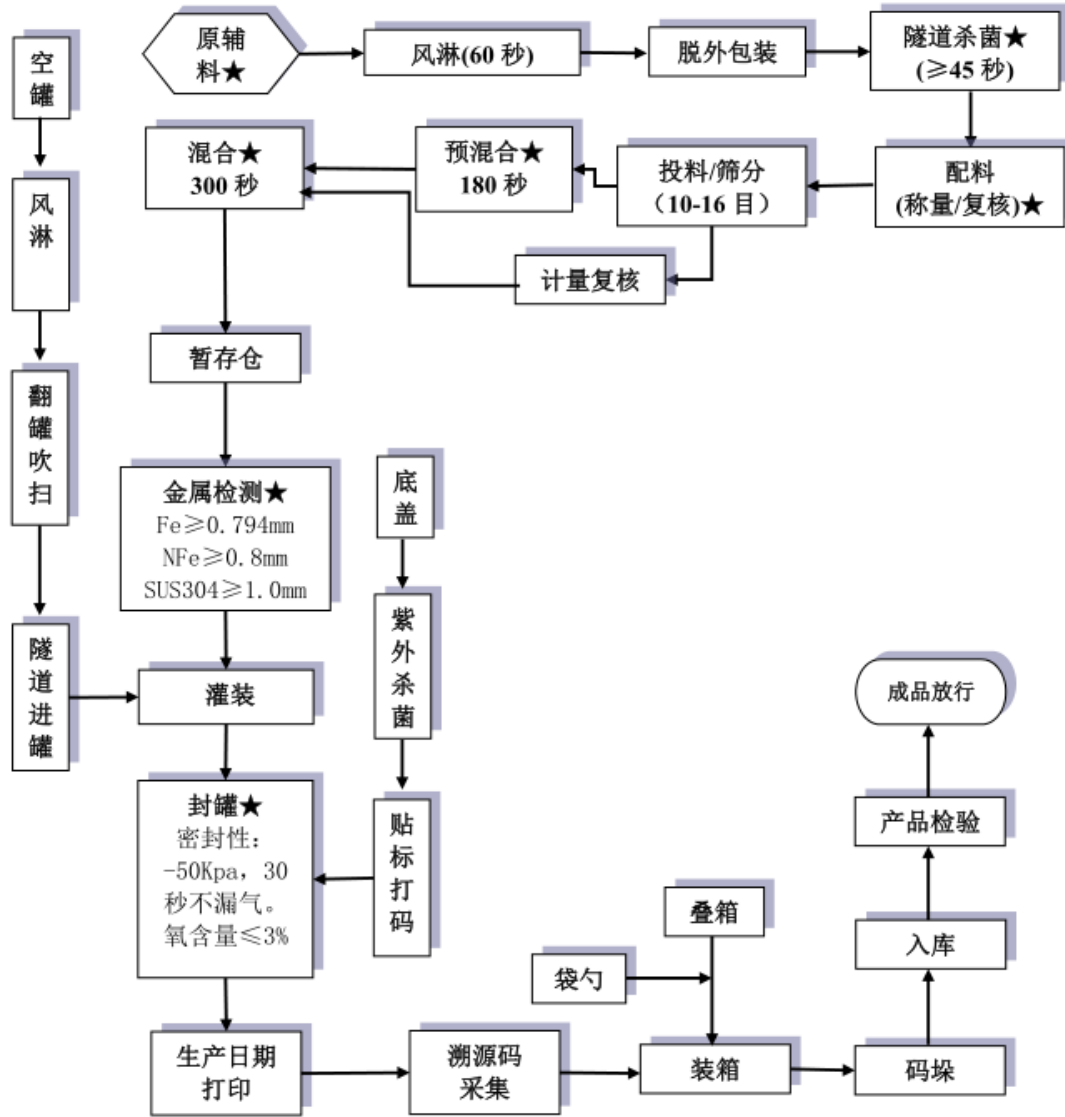 原辅
料★
风淋(60 秒)
脱外包装
隧道杀菌★
(≥45 秒)
配料
(称量/复核)★
投料/筛分
（10-16 目）
预混合★
180 秒
计量复核
混合★
300 秒
暂存仓
金属检测★
Fe≥0.794mm
NFe≥0.8mm
SUS304≥1.0mm
空
罐
风
淋
翻
罐
吹
扫
隧
道
进
罐
灌装
底
盖
紫
外
杀
菌
贴
标
打
码
封罐★
密封性：
-50Kpa，30
秒不漏气。
氧含量≤3%
生产日期
打印
溯源码
采集
叠箱
袋勺
装箱
码垛
入库
产品检验
成品放行